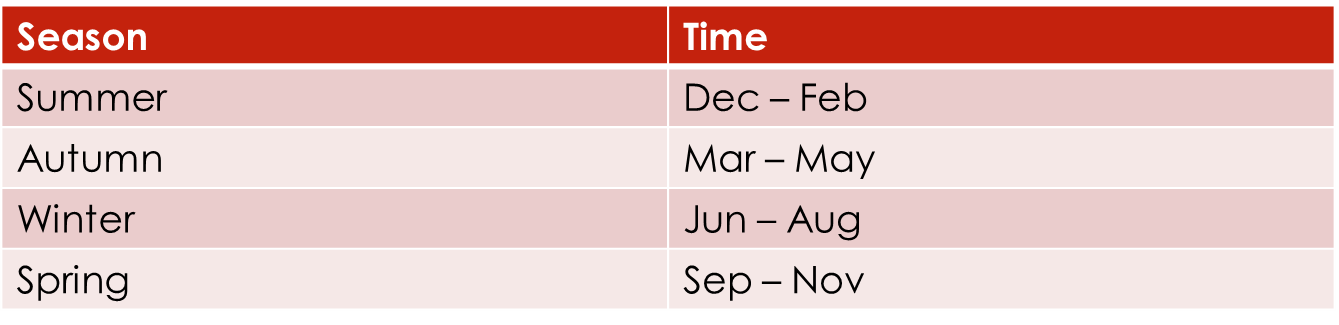 Season Time
Summer Dec – Feb
Autumn Mar – May
Winter Jun – Aug
Spring Sep – Nov